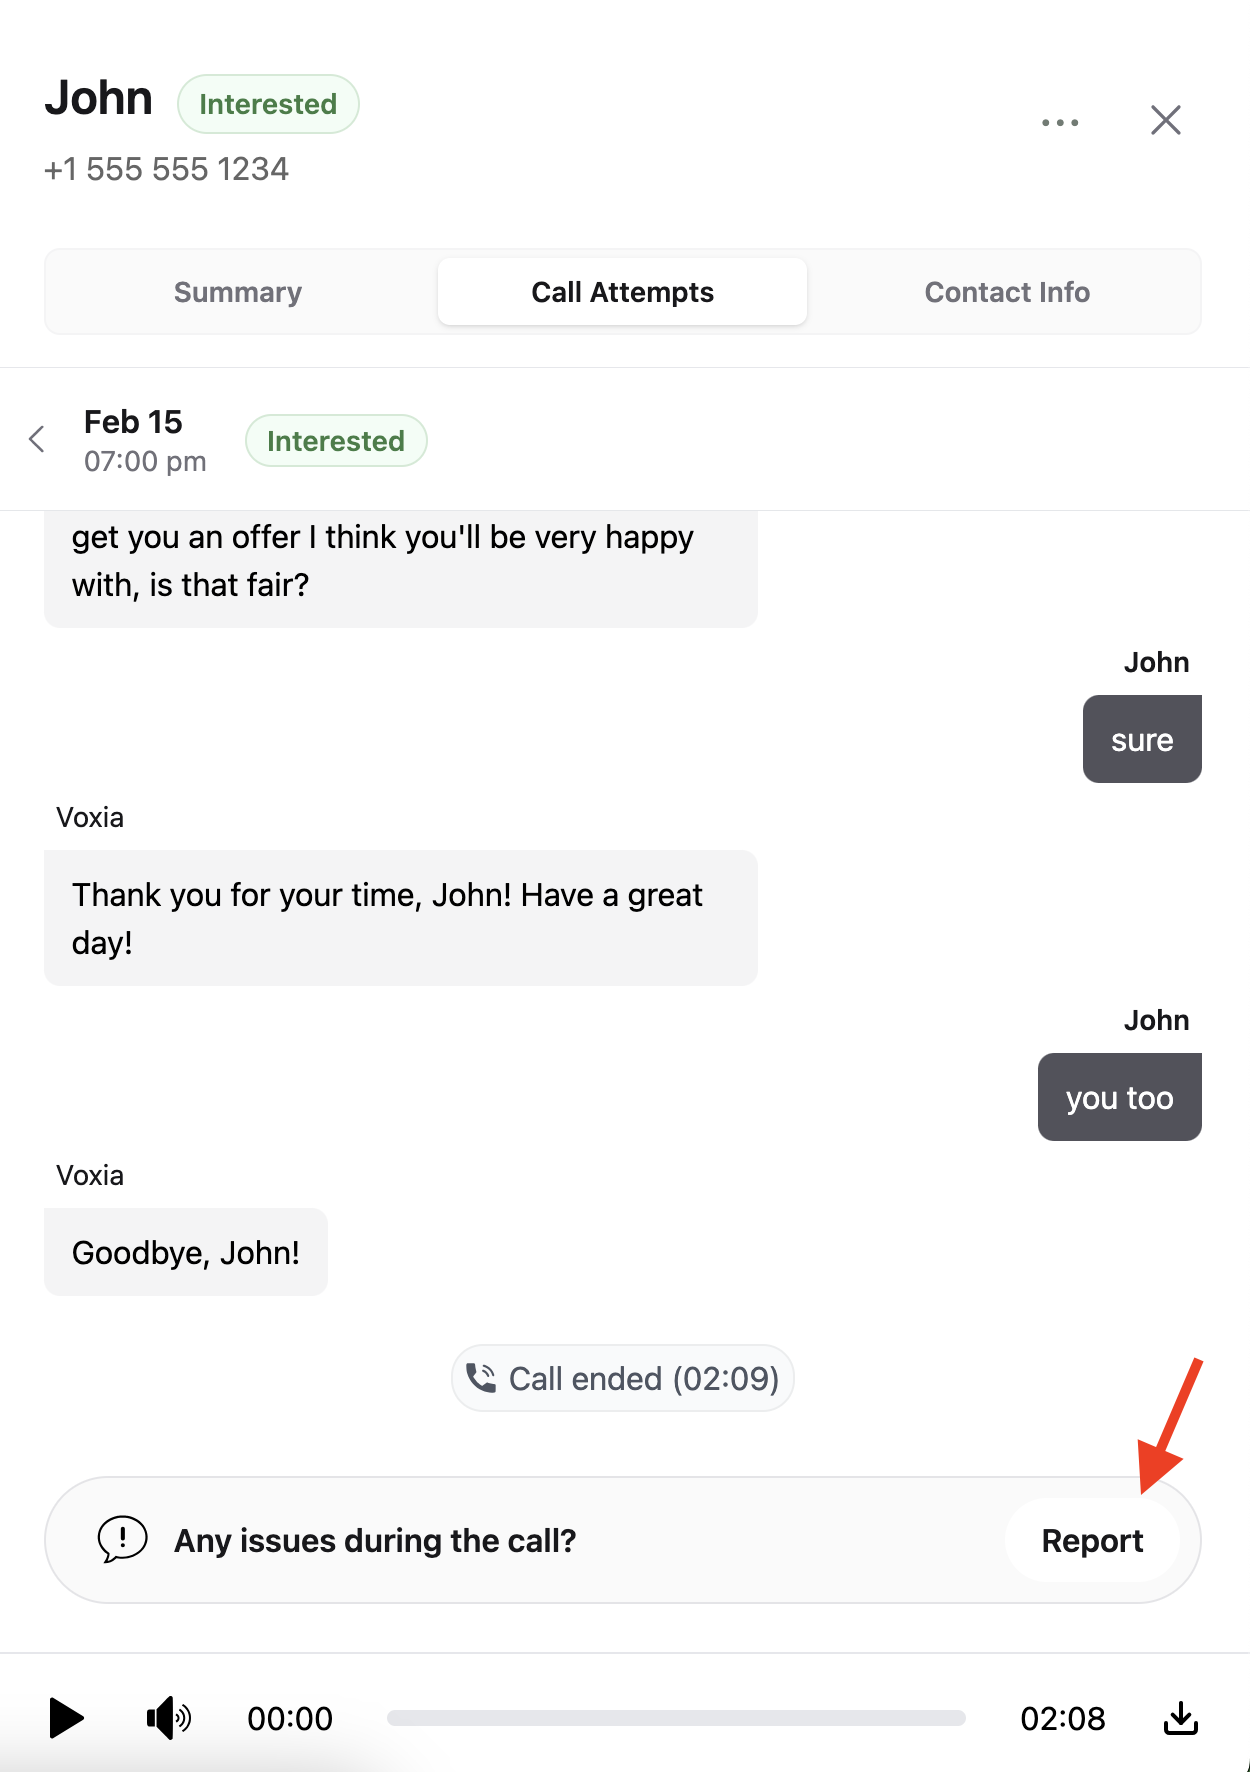 John
Interested
+1 555 555 1234
Summary
Call Attempts
Contact Info
Feb 15
07:00 pm
Interested
get you an offer I think you'll be very happy
with, is that fair?
John
sure
Voxia
Thank you for your time, John! Have a great
day!
John
you too
Voxia
Goodbye, John!
Call ended (02:09)
Any issues during the call?
Report
00:00
02:08